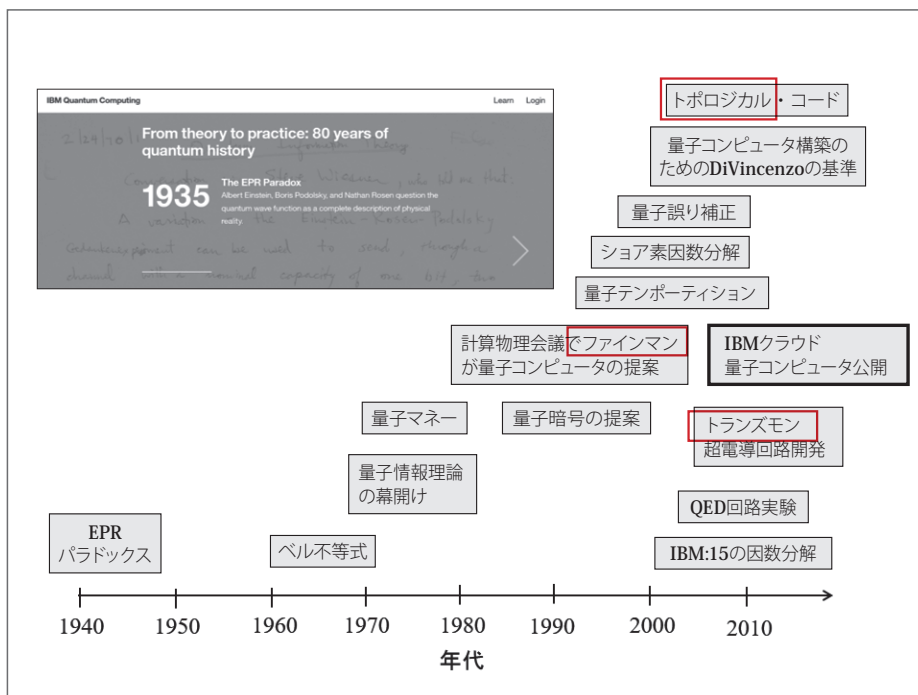 IBM Quantum Computing
Learn Login
From theory to practice: 80 years of
quantum history
1935
The EPR Paradox
Albert Einstein, Boris Podolsky, and Nathan Rosen question the
quantum wave function as a complete description of physical
reality.
トポロジカル・コード
量子コンピュータ構築の
ためのDiVincenzoの基準
量子誤り補正
ショア素因数分解
量子テンポーティション
計算物理会議でファインマン
が量子コンピュータの提案
IBMクラウド
量子コンピュータ公開
量子マネー
量子暗号の提案
トランズモン
超電導回路開発
量子情報理論
の幕開け
QED回路実験
EPR
パラドックス
ベル不等式
IBM:15の因数分解
1940 1950 1960 1970 1980 1990 2000 2010
年代